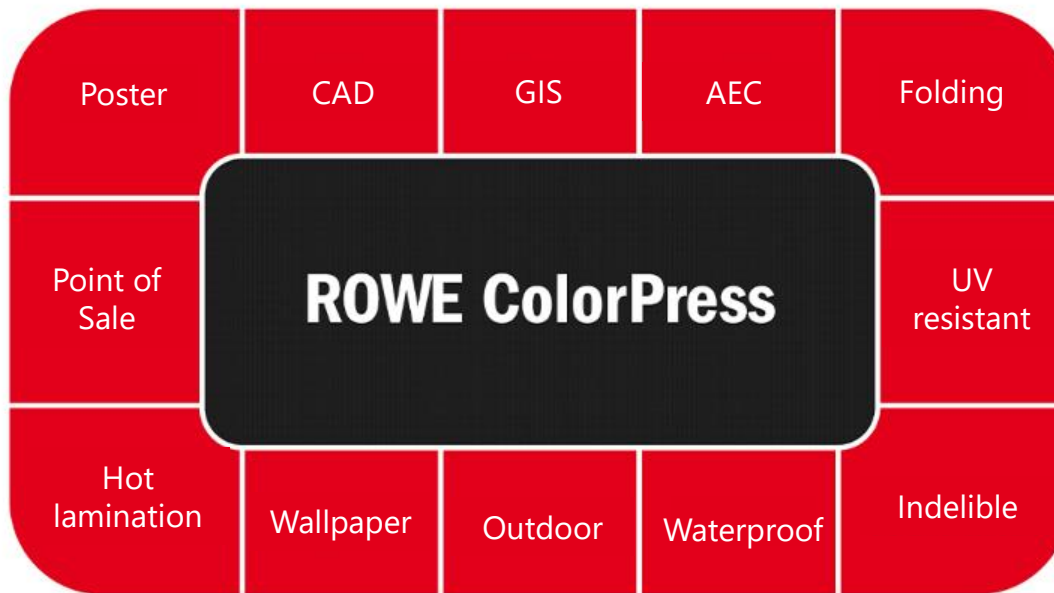 Poster
CAD
GIS
AEC
Folding
Point of
Sale
ROWE ColorPress
UV
resistant
Hot
lamination
Wallpaper
Outdoor
Waterproof
Indelible